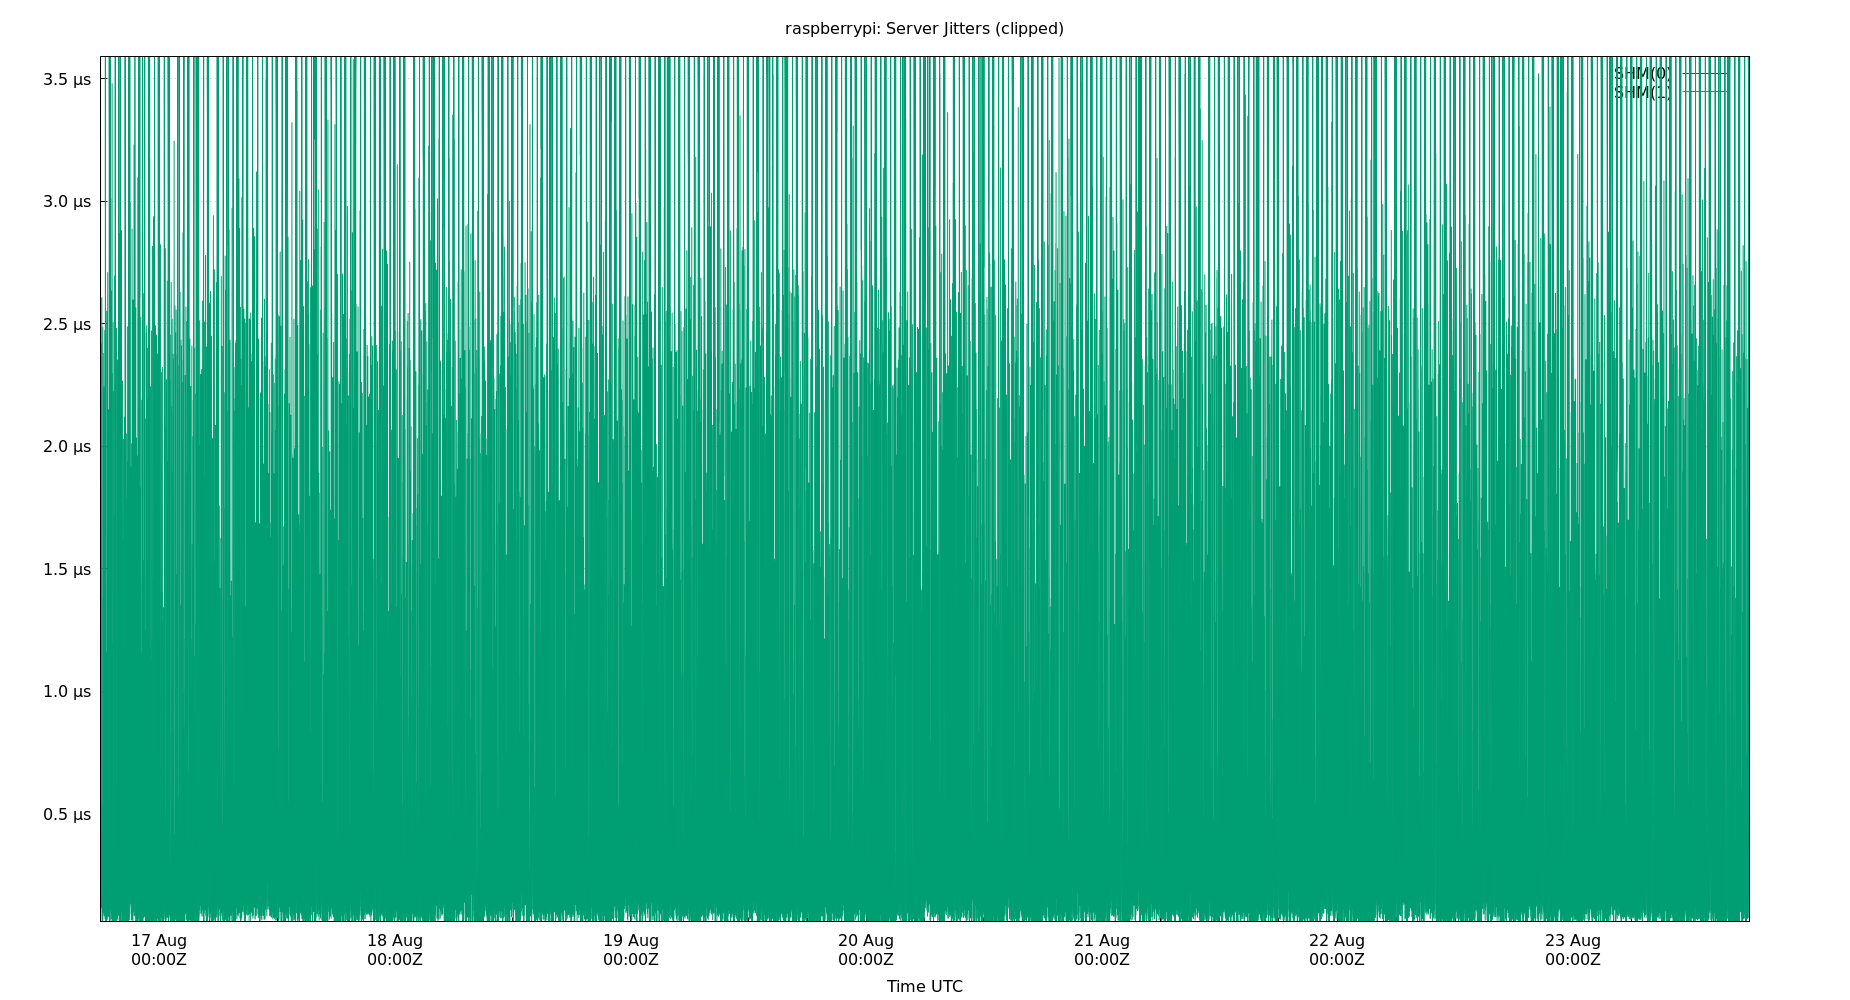 raspberrypi: Server Jitters (clipped)
3.5 μs
3.0 μs
2.5 μs
2.0 μs
1.5 μs
1.0 μs
0.5 μs
SHM(0)
SHM(1)
17 Aug
00:00Z
18 Aug
00:00Z
19 Aug
00:00Z
20 Aug
00:00Z
21 Aug
00:00Z
22 Aug
00:00Z
23 Aug
00:00Z
Time UTC